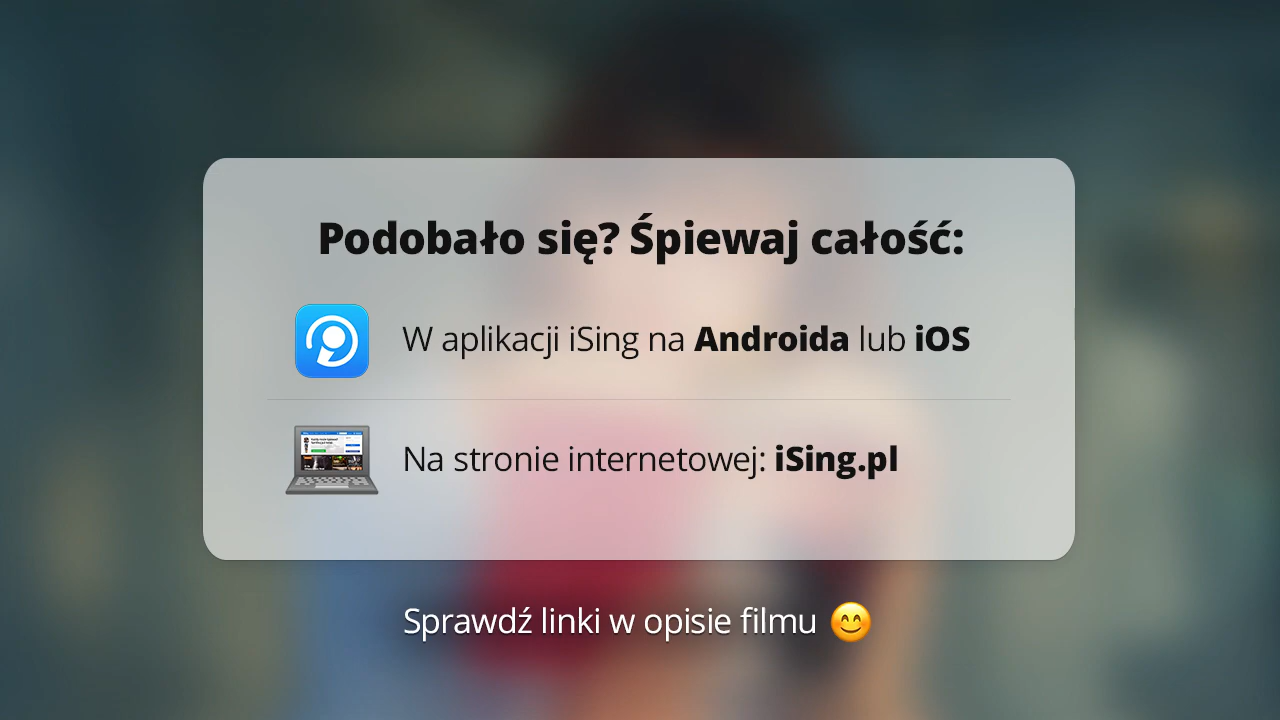 Podobało się? Śpiewaj całość:
W aplikacji iSing na Androida lub iOS
Na stronie internetowej: iSing.pl
Sprawdź linki w opisie filmu 😊